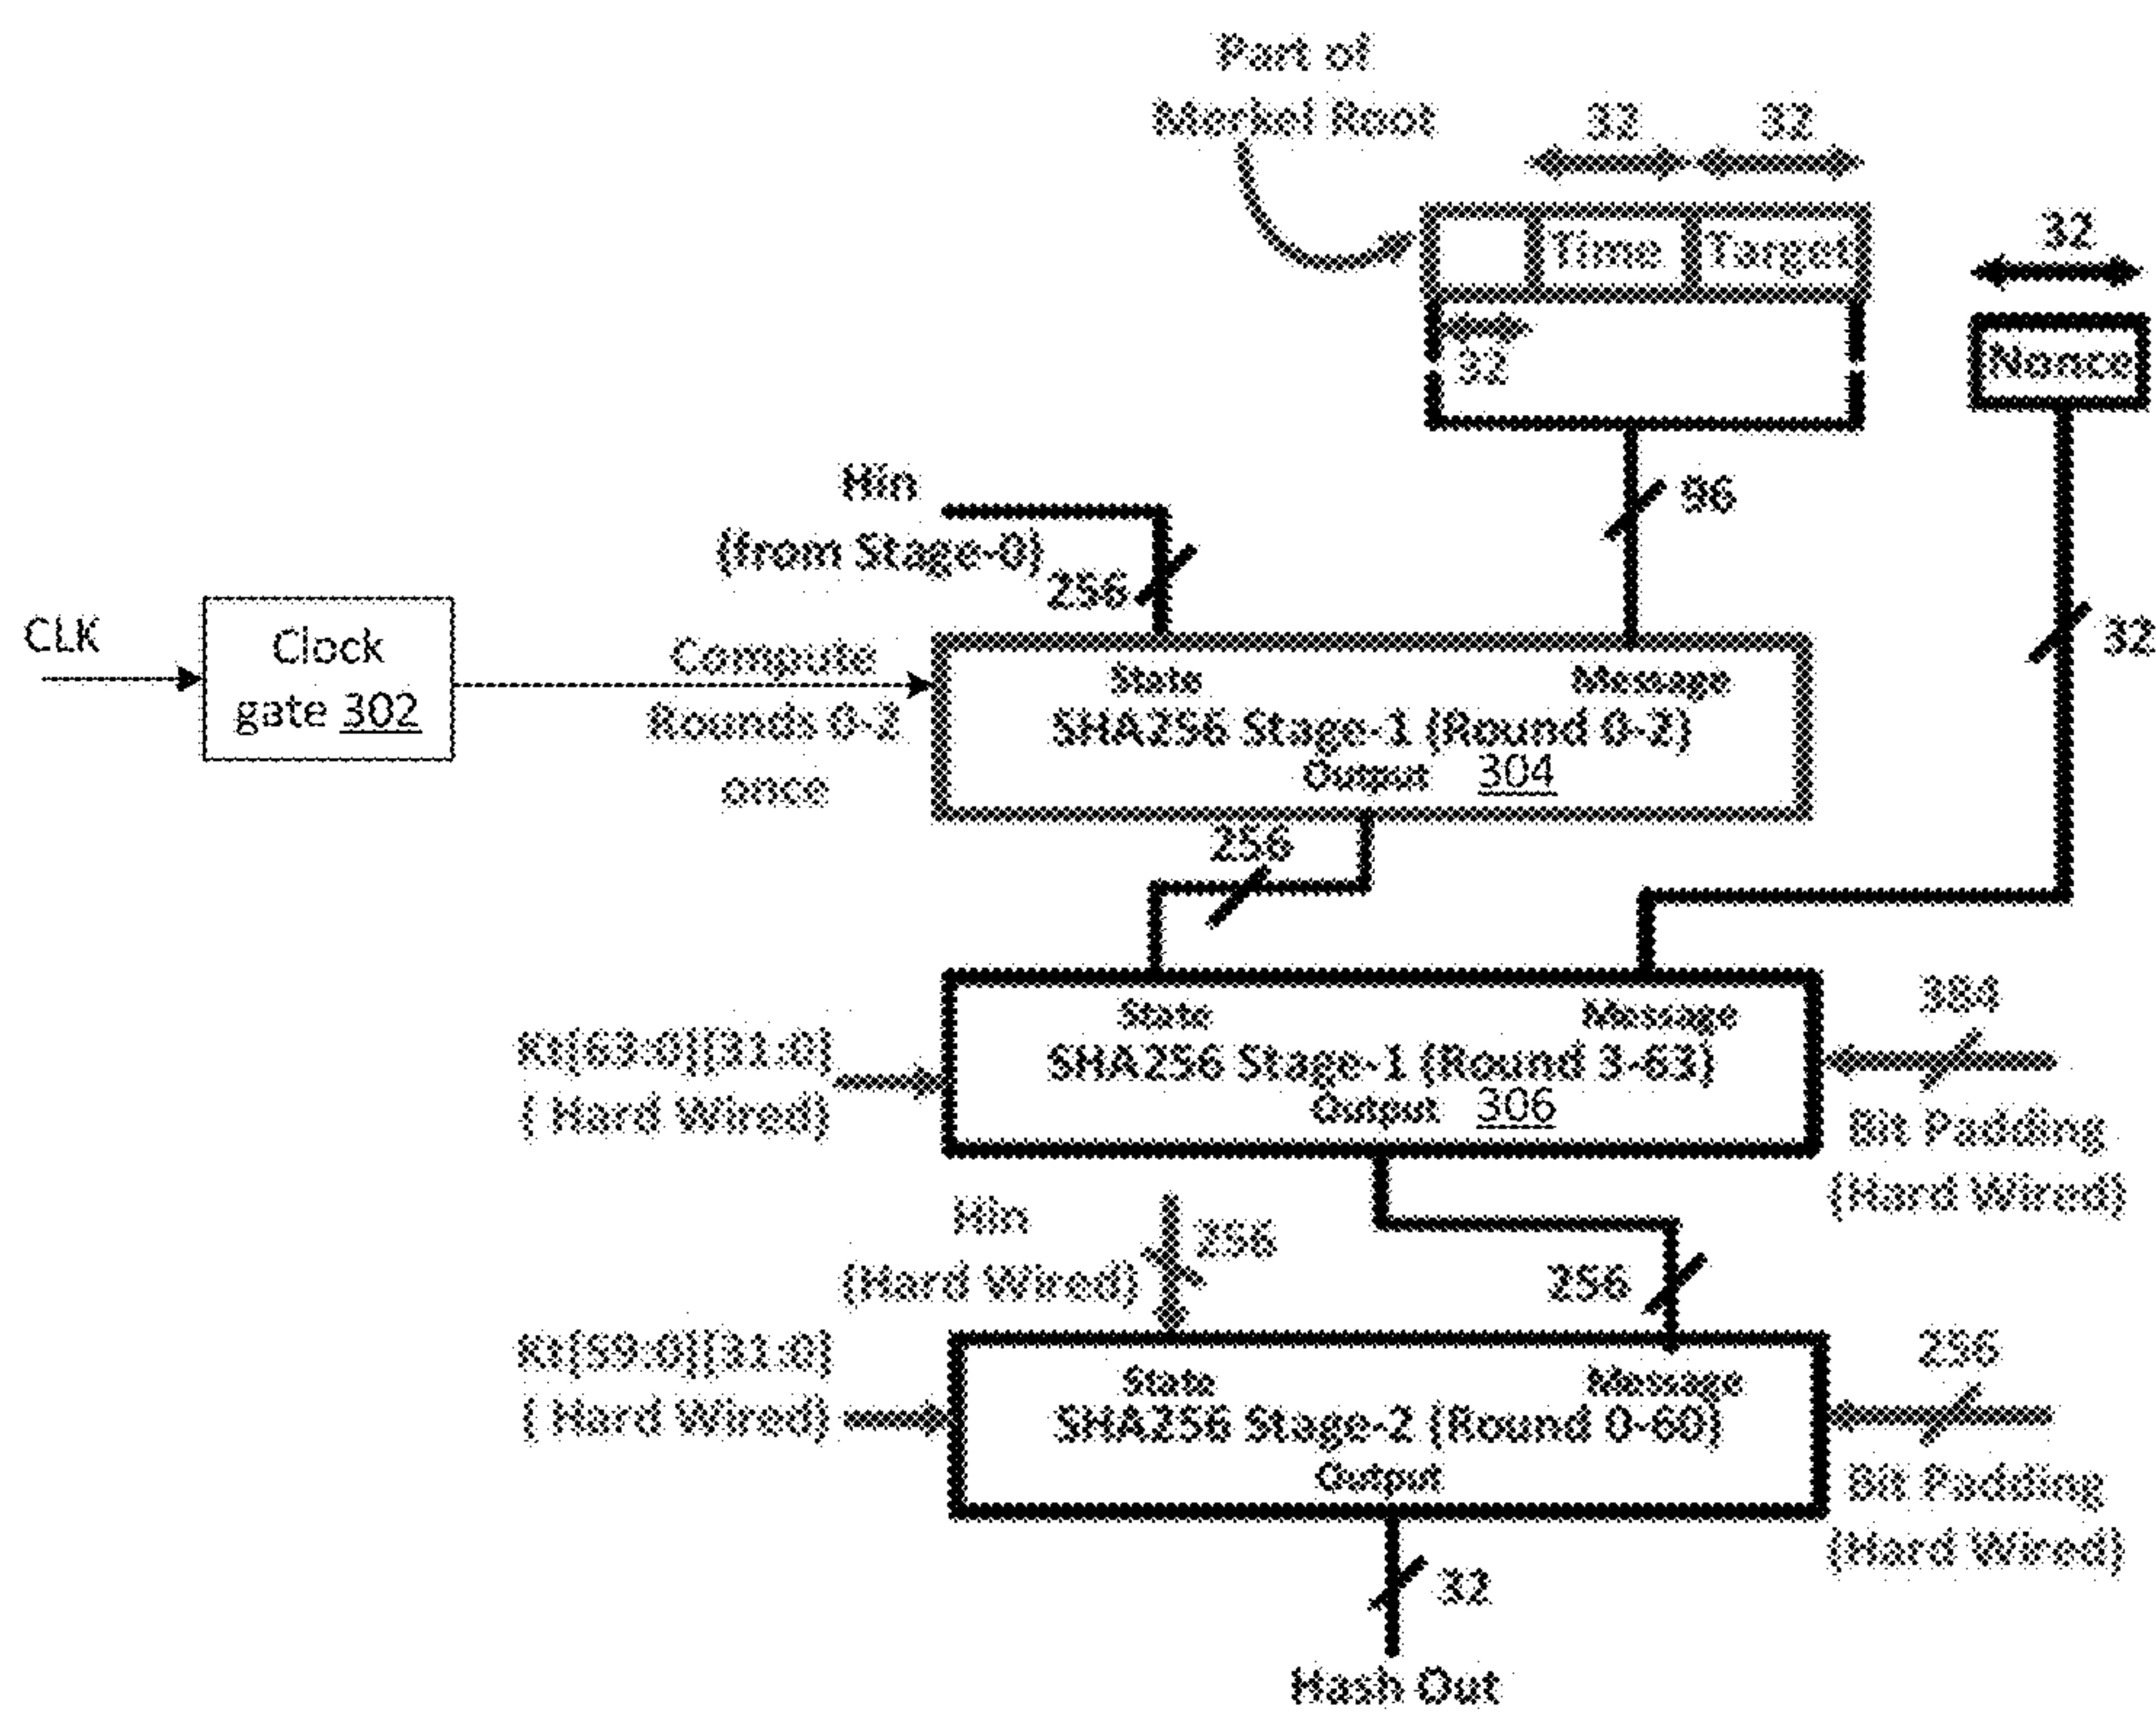 Part of
Merkel Root
32
32
Time
Target
32
32
Nonce
Hin
(from Stage-0)
256
96
32
CLK
Clock
gate 302
Compute
Rounds 0-2
once
State
Message
SHA256 Stage-1 (Round 0-2)
Output 304
256
State
Message
SHA256 Stage-1 (Round 3-63)
Output 306
Kt[63:0][31:0]
( Hard Wired)
384
Bit Padding
(Hard Wired)
Hin
(Hard Wired)
256
256
Kt[59:0][31:0]
( Hard Wired)
State
Message
SHA256 Stage-2 (Round 0-60)
Output
256
Bit Padding
(Hard Wired)
32
Hash Out